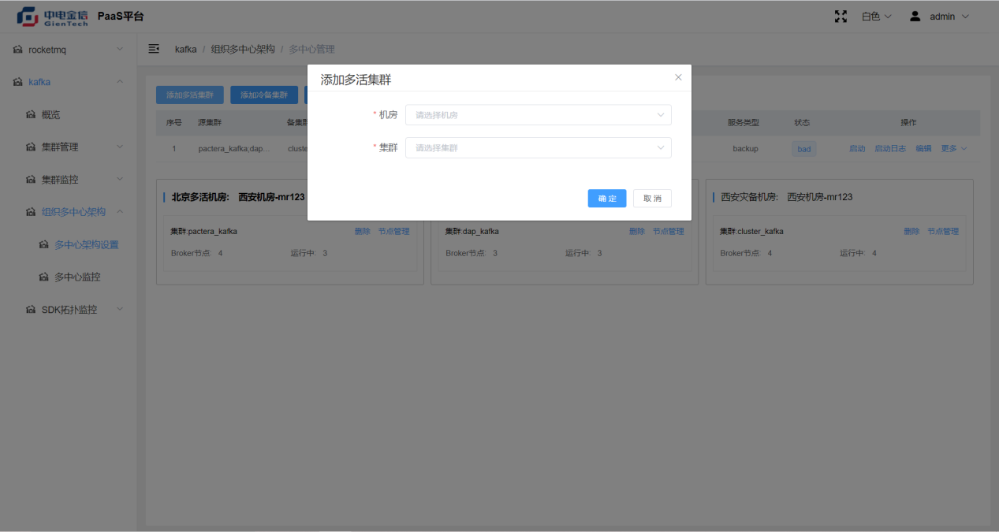 中电金信
GienTech
PaaS平台
白色
admin
rocketmq
kafka
概览
集群管理
集群监控
组织多中心架构
多中心架构设置
多中心监控
SDK拓扑监控
kafka / 组织多中心架构 / 多中心管理
添加多活集群
添加冷备集群
序号 源集群 备集群 服务类型 状态 操作
1 pactera_kafka;dap... cluste backup bad 启动 启动日志 编辑 更多
添加多活集群
* 机房 请选择机房
* 集群 请选择集群
确 定 取 消
北京多活机房: 西安机房-mr123
集群:pactera_kafka 删除 节点管理
Broker节点: 4 运行中: 3
集群:dap_kafka 删除 节点管理
Broker节点: 3 运行中: 3
西安灾备机房: 西安机房-mr123
集群:cluster_kafka 删除 节点管理
Broker节点: 4 运行中: 4